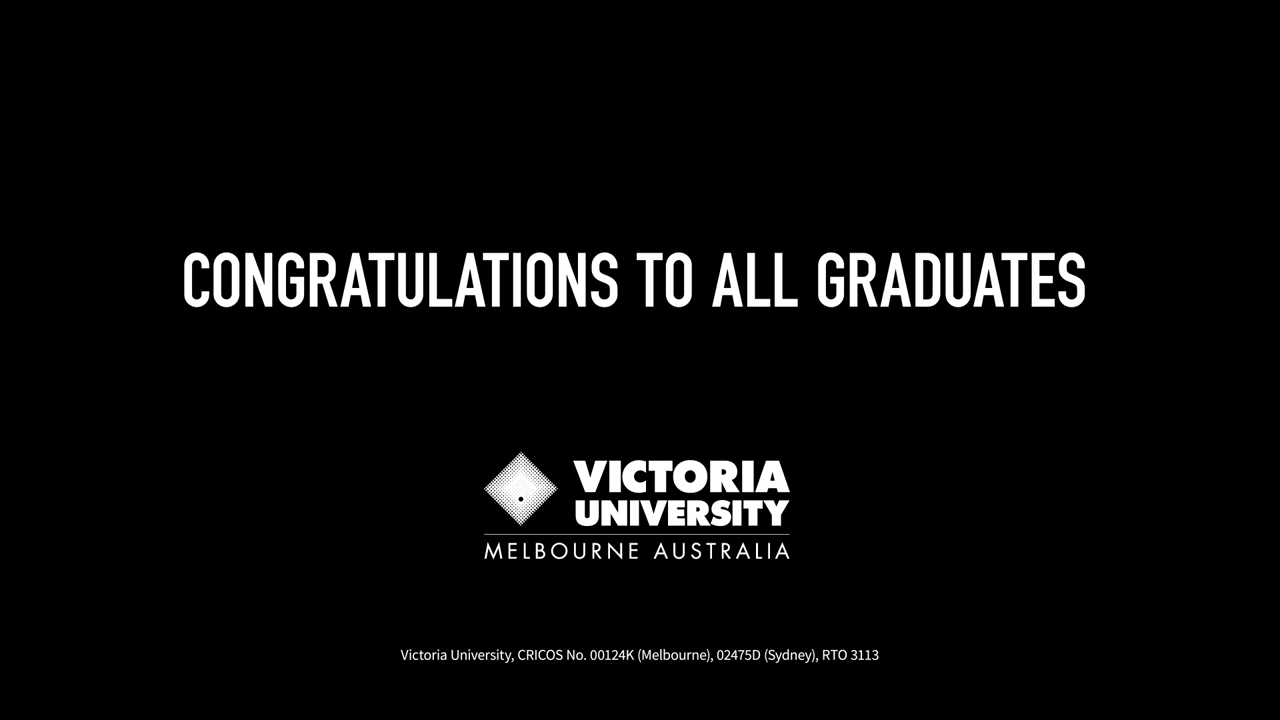 CONGRATULATIONS TO ALL GRADUATES
VICTORIA
UNIVERSITY
MELBOURNE AUSTRALIA
Victoria University, CRICOS No. 00124K (Melbourne), 02475D (Sydney), RTO 3113